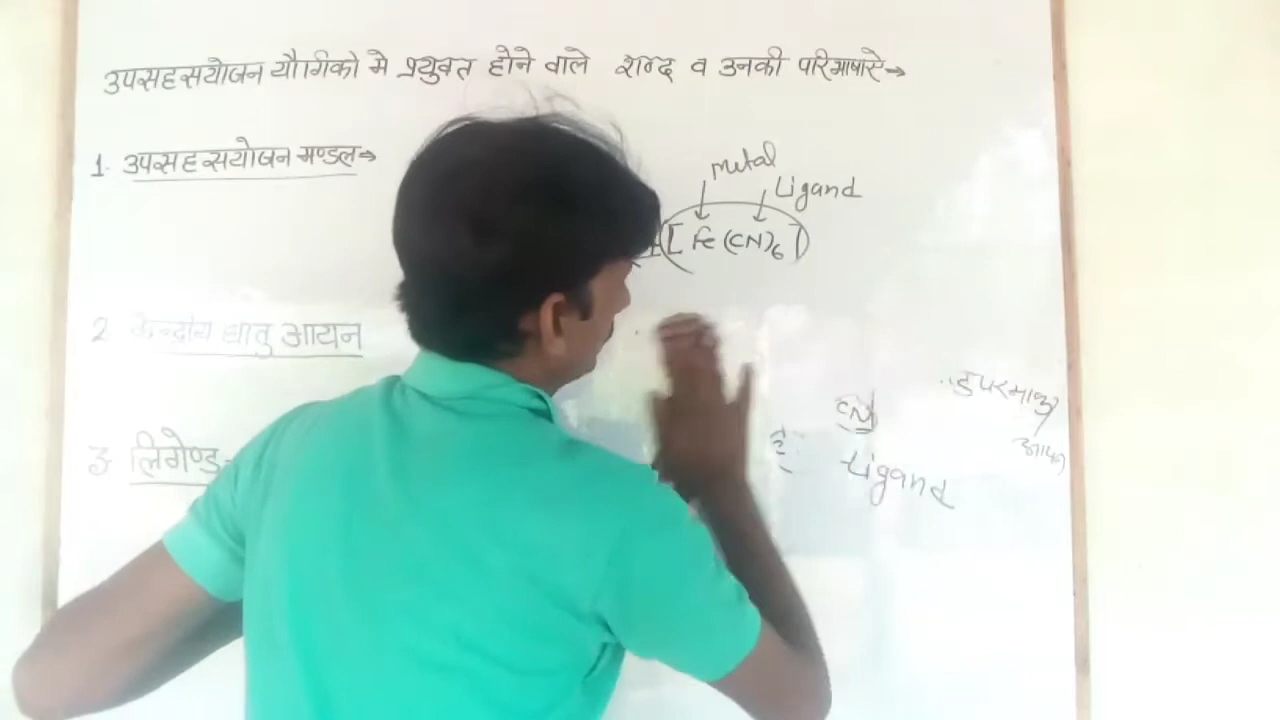 उपसहसयोजन यौगिको मे प्रयुक्त होने वाले शब्द व उनकी परिभाषाऐ→
1. उपसहसयोजन मण्डल→
metal
Ligand
[Fe(CN)6]
2 केन्द्रीय धातु आयन
CN
3 लिगेण्ड-
Ligand